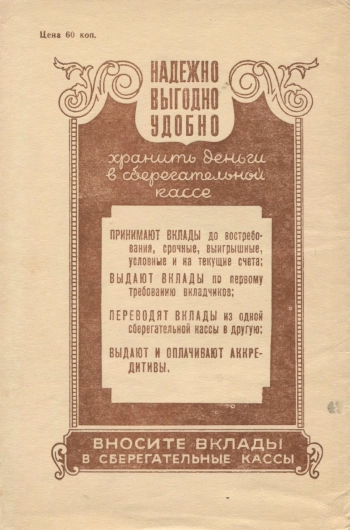 Цена 60 коп.
НАДЕЖНО
ВЫГОДНО
УДОБНО
хранить деньги
в сберегательной
кассе
ПРИНИМАЮТ ВКЛАДЫ до востребо-
вания, срочные, выигрышные,
условные и на текущие счета;
ВЫДАЮТ ВКЛАДЫ по первому
требованию вкладчиков;
ПЕРЕВОДЯТ ВКЛАДЫ из одной
сберегательной кассы в другую;
ВЫДАЮТ И ОПЛАЧИВАЮТ АККРЕ-
ДИТИВЫ.
ВНОСИТЕ ВКЛАДЫ
В СБЕРЕГАТЕЛЬНЫЕ КАССЫ